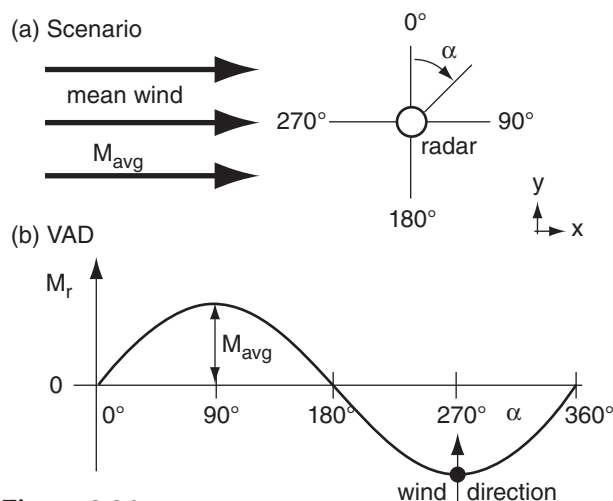 (a) Scenario
0°
α
mean wind
270°
90°
radar
M_avg
180°
y
x
(b) VAD
M_r
M_avg
0
0° 90° 180° 270° α 360°
wind direction